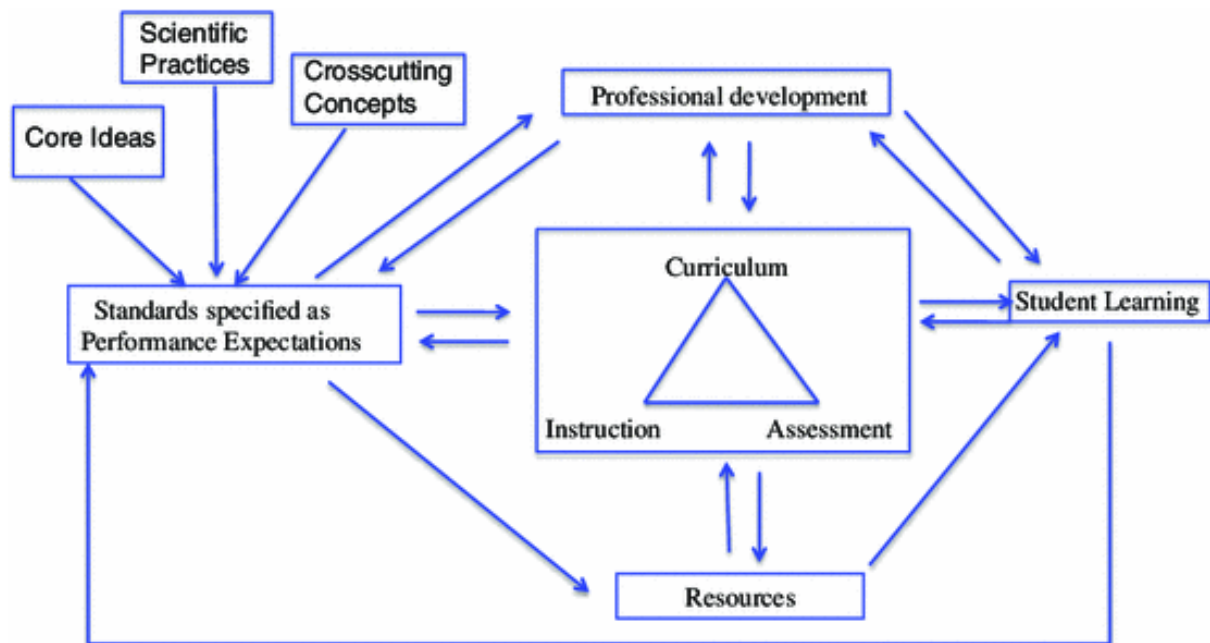 Scientific
Practices
Crosscutting
Concepts
Core Ideas
Professional development
Standards specified as
Performance Expectations
Curriculum
Instruction
Assessment
Student Learning
Resources